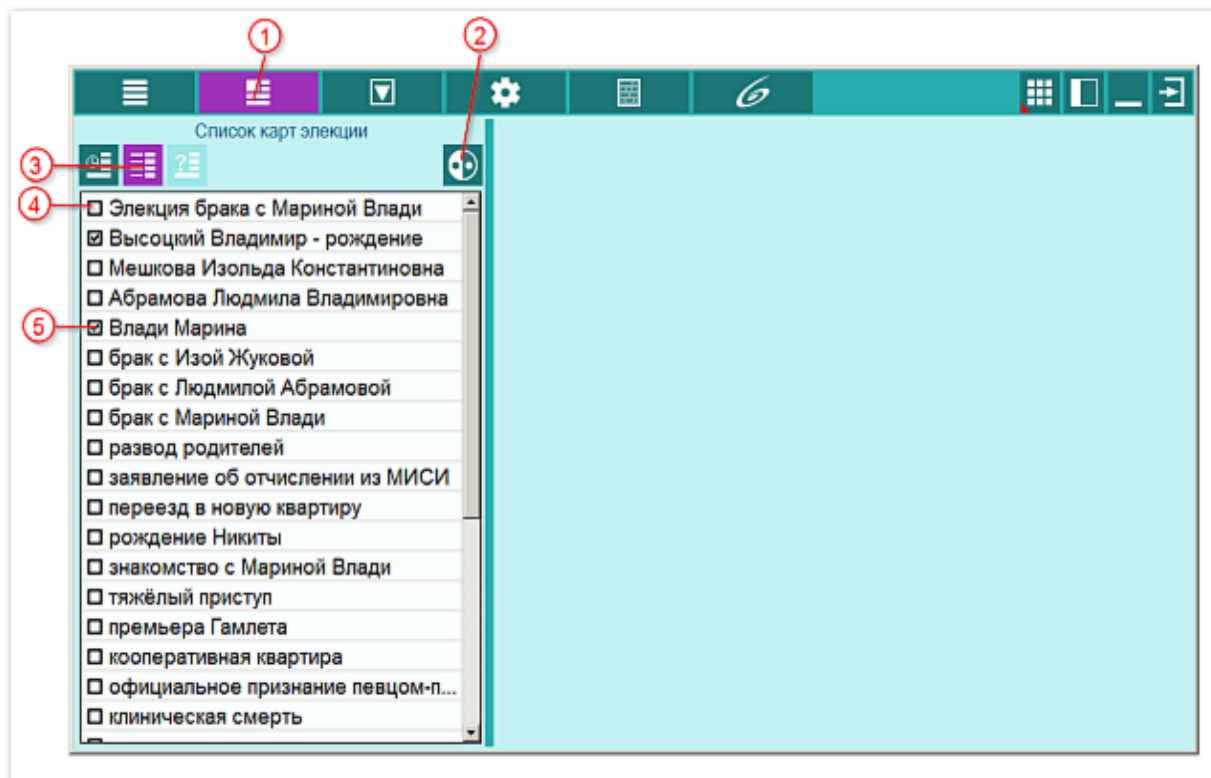 1
2
Список карт элекции
3
?
4
Элекция брака с Мариной Влади
Высоцкий Владимир - рождение
Мешкова Изольда Константиновна
Абрамова Людмила Владимировна
5
Влади Марина
брак с Изой Жуковой
брак с Людмилой Абрамовой
брак с Мариной Влади
развод родителей
заявление об отчислении из МИСИ
переезд в новую квартиру
рождение Никиты
знакомство с Мариной Влади
тяжёлый приступ
премьера Гамлета
кооперативная квартира
официальное признание певцом-п...
клиническая смерть